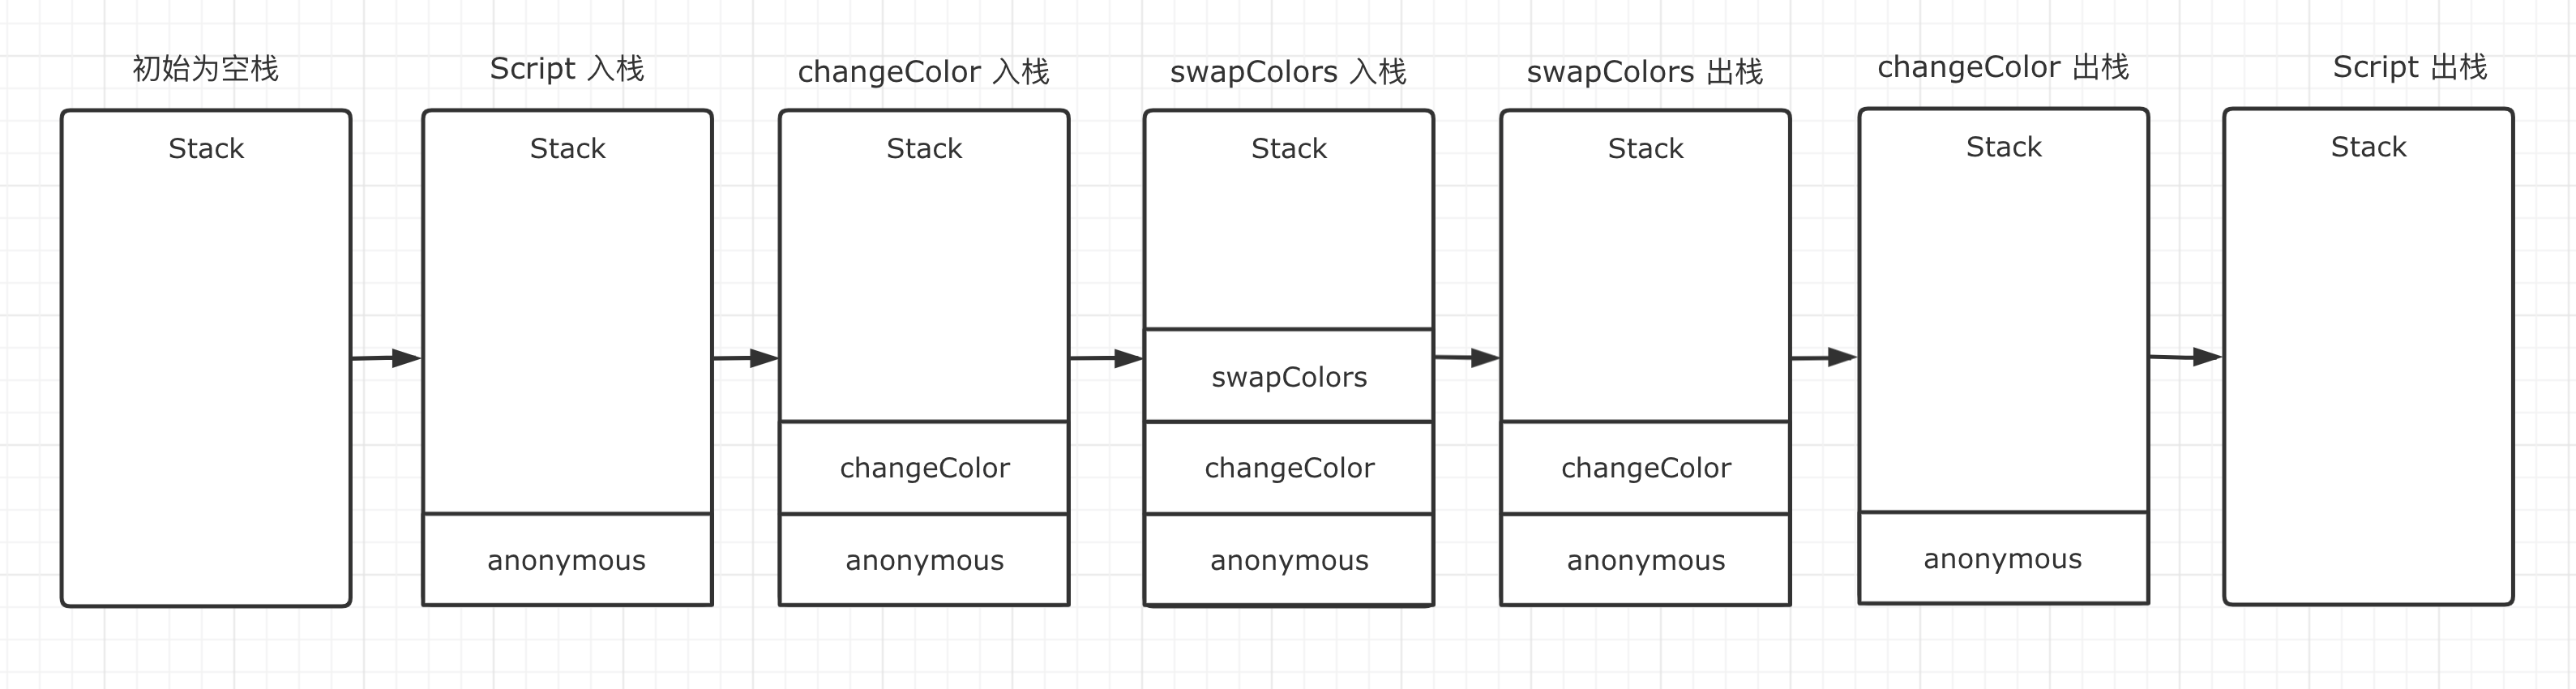 初始为空栈
Script 入栈
changeColor 入栈
swapColors 入栈
swapColors 出栈
changeColor 出栈
Script 出栈
Stack
Stack
Stack
Stack
Stack
Stack
Stack
swapColors
changeColor
changeColor
changeColor
anonymous
anonymous
anonymous
anonymous
anonymous